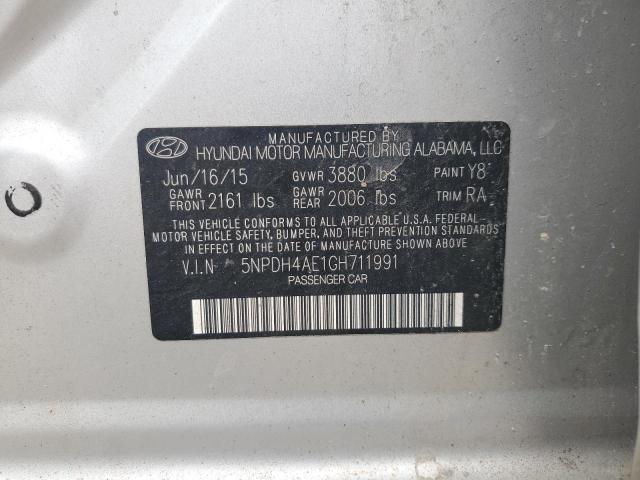 MANUFACTURED BY
HYUNDAI MOTOR MANUFACTURING ALABAMA, LLC
Jun/16/15 GVWR 3880 lbs PAINT Y8
GAWR FRONT 2161 lbs GAWR REAR 2006 lbs TRIM RA
THIS VEHICLE CONFORMS TO ALL APPLICABLE U.S.A. FEDERAL
MOTOR VEHICLE SAFETY, BUMPER, AND THEFT PREVENTION STANDARDS
IN EFFECT ON THE DATE OF MANUFACTURE SHOWN ABOVE.
V.I.N 5NPDH4AE1GH711991
PASSENGER CAR